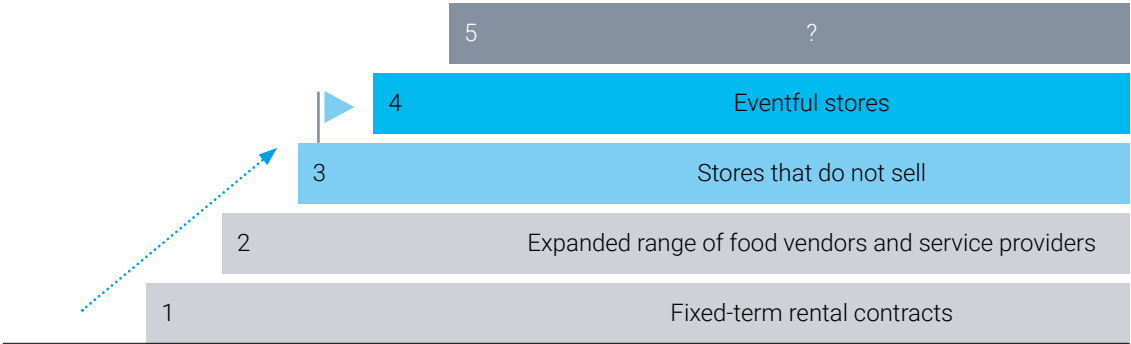 5 ?
4 Eventful stores
3 Stores that do not sell
2 Expanded range of food vendors and service providers
1 Fixed-term rental contracts